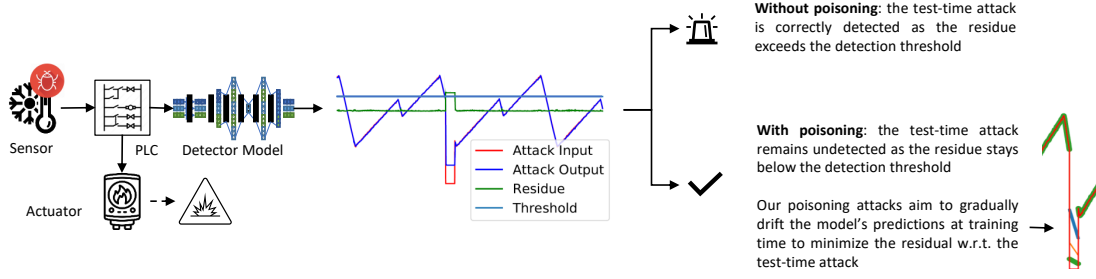 Without poisoning: the test-time attack
is correctly detected as the residue
exceeds the detection threshold
Sensor
PLC
Detector Model
Attack Input
Attack Output
Residue
Threshold
Actuator
With poisoning: the test-time attack
remains undetected as the residue stays
below the detection threshold
Our poisoning attacks aim to gradually
drift the model's predictions at training
time to minimize the residual w.r.t. the
test-time attack